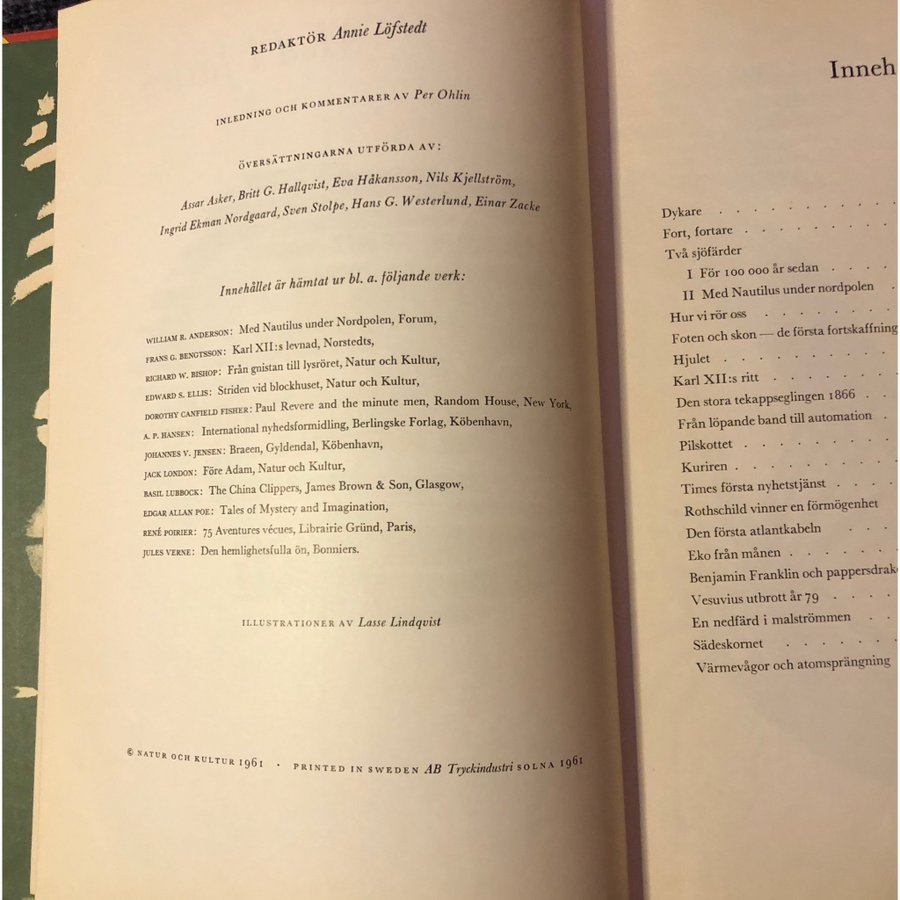 REDAKTÖR Annie Löfstedt
INLEDNING OCH KOMMENTARER AV Per Ohlin
ÖVERSÄTTNINGARNA UTFÖRDA AV:
Assar Asker, Britt G. Hallqvist, Eva Håkansson, Nils Kjellström,
Ingrid Ekman Nordgaard, Sven Stolpe, Hans G. Westerlund, Einar Zacke
Innehållet är hämtat ur bl. a. följande verk:
WILLIAM R. ANDERSON: Med Nautilus under Nordpolen, Forum,
FRANS G. BENGTSSON: Karl XII:s levnad, Norstedts,
RICHARD W. BISHOP: Från gnistan till lysröret, Natur och Kultur,
EDWARD S. ELLIS: Striden vid blockhuset, Natur och Kultur,
DOROTHY CANFIELD FISHER: Paul Revere and the minute men, Random House, New York,
A. P. HANSEN: International nyhedsformidling, Berlingske Forlag, Köbenhavn,
JOHANNES V. JENSEN: Braeen, Gyldendal, Köbenhavn,
JACK LONDON: Före Adam, Natur och Kultur,
BASIL LUBBOCK: The China Clippers, James Brown & Son, Glasgow,
EDGAR ALLAN POE: Tales of Mystery and Imagination,
RENÉ POIRIER: 75 Aventures vécues, Librairie Gründ, Paris,
JULES VERNE: Den hemlighetsfulla ön, Bonniers.
ILLUSTRATIONER AV Lasse Lindqvist
© NATUR OCH KULTUR 1961 · PRINTED IN SWEDEN AB Tryckindustri SOLNA 1961
Inneh
Dykare . . . . . . . . . .
Fort, fortare . . . . . . . .
Två sjöfärder
I För 100 000 år sedan . . . .
II Med Nautilus under nordpolen .
Hur vi rör oss . . . . . . .
Foten och skon — de första fortskaffning
Hjulet . . . . . . . . .
Karl XII:s ritt . . . . . . .
Den stora tekappseglingen 1866 . .
Från löpande band till automation .
Pilskottet . . . . . . . .
Kuriren . . . . . . . .
Times första nyhetstjänst . . . .
Rothschild vinner en förmögenhet
Den första atlantkabeln . . . .
Eko från månen . . . . . .
Benjamin Franklin och pappersdrak
Vesuvius utbrott år 79 . . . .
En nedfärd i malströmmen . .
Sädeskornet . . . . . .
Värmevågor och atomsprängning